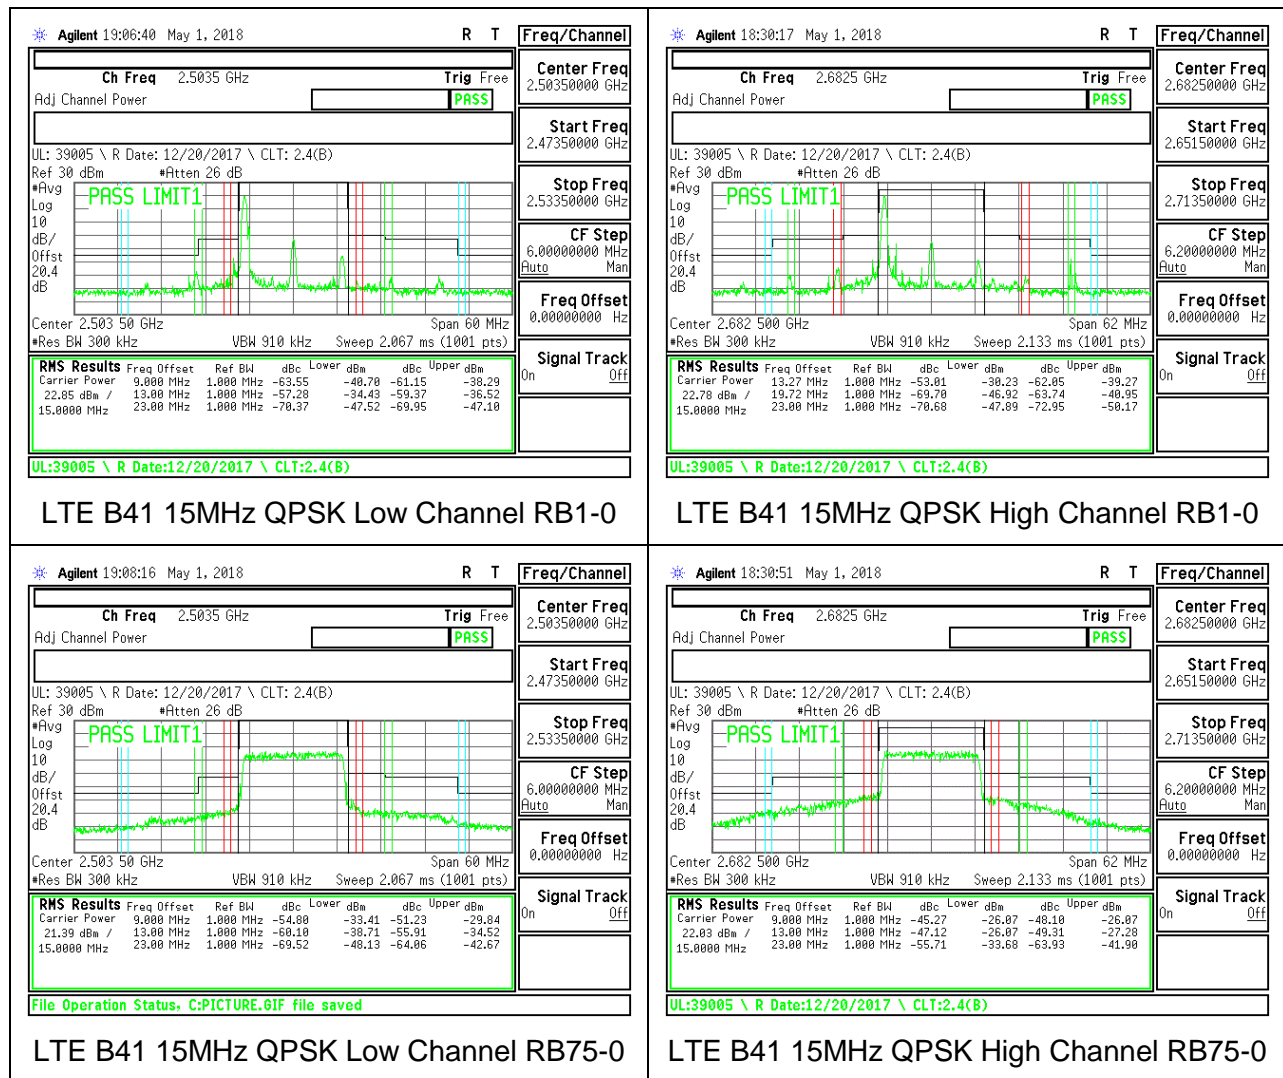 Agilent 19:06:40 May 1, 2018 R T Freq/Channel
Ch Freq 2.5035 GHz Trig Free
Adj Channel Power PASS
UL: 39005 \ R Date: 12/20/2017 \ CLT: 2.4(B)
Ref 30 dBm #Atten 26 dB
#Avg
Log
10
dB/
Offst
20.4
dB
PASS LIMIT1
Center 2.503 50 GHz Span 60 MHz
#Res BW 300 kHz VBW 910 kHz Sweep 2.067 ms (1001 pts)
RMS Results Freq Offset Ref BW dBc Lower dBm dBc Upper dBm
Carrier Power 9.000 MHz 1.000 MHz -63.55 -40.70 -61.15 -38.29
22.85 dBm / 13.00 MHz 1.000 MHz -57.28 -34.43 -59.37 -36.52
15.0000 MHz 23.00 MHz 1.000 MHz -70.37 -47.52 -69.95 -47.10
UL:39005 \ R Date:12/20/2017 \ CLT:2.4(B)
Center Freq
2.50350000 GHz
Start Freq
2.47350000 GHz
Stop Freq
2.53350000 GHz
CF Step
6.00000000 MHz
Auto Man
Freq Offset
0.00000000 Hz
Signal Track
On Off
LTE B41 15MHz QPSK Low Channel RB1-0
Agilent 18:30:17 May 1, 2018 R T Freq/Channel
Ch Freq 2.6825 GHz Trig Free
Adj Channel Power PASS
UL: 39005 \ R Date: 12/20/2017 \ CLT: 2.4(B)
Ref 30 dBm #Atten 26 dB
#Avg
Log
10
dB/
Offst
20.4
dB
PASS LIMIT1
Center 2.682 500 GHz Span 62 MHz
#Res BW 300 kHz VBW 910 kHz Sweep 2.133 ms (1001 pts)
RMS Results Freq Offset Ref BW dBc Lower dBm dBc Upper dBm
Carrier Power 13.27 MHz 1.000 MHz -53.01 -30.23 -62.05 -39.27
22.78 dBm / 19.72 MHz 1.000 MHz -69.70 -46.92 -63.74 -40.95
15.0000 MHz 23.00 MHz 1.000 MHz -70.68 -47.89 -72.95 -50.17
UL:39005 \ R Date:12/20/2017 \ CLT:2.4(B)
Center Freq
2.68250000 GHz
Start Freq
2.65150000 GHz
Stop Freq
2.71350000 GHz
CF Step
6.20000000 MHz
Auto Man
Freq Offset
0.00000000 Hz
Signal Track
On Off
LTE B41 15MHz QPSK High Channel RB1-0
Agilent 19:08:16 May 1, 2018 R T Freq/Channel
Ch Freq 2.5035 GHz Trig Free
Adj Channel Power PASS
UL: 39005 \ R Date: 12/20/2017 \ CLT: 2.4(B)
Ref 30 dBm #Atten 26 dB
#Avg
Log
10
dB/
Offst
20.4
dB
PASS LIMIT1
Center 2.503 50 GHz Span 60 MHz
#Res BW 300 kHz VBW 910 kHz Sweep 2.067 ms (1001 pts)
RMS Results Freq Offset Ref BW dBc Lower dBm dBc Upper dBm
Carrier Power 9.000 MHz 1.000 MHz -54.80 -33.41 -51.23 -29.84
21.39 dBm / 13.00 MHz 1.000 MHz -60.10 -38.71 -55.91 -34.52
15.0000 MHz 23.00 MHz 1.000 MHz -69.52 -48.13 -64.06 -42.67
File Operation Status, C:PICTURE.GIF file saved
Center Freq
2.50350000 GHz
Start Freq
2.47350000 GHz
Stop Freq
2.53350000 GHz
CF Step
6.00000000 MHz
Auto Man
Freq Offset
0.00000000 Hz
Signal Track
On Off
LTE B41 15MHz QPSK Low Channel RB75-0
Agilent 18:30:51 May 1, 2018 R T Freq/Channel
Ch Freq 2.6825 GHz Trig Free
Adj Channel Power PASS
UL: 39005 \ R Date: 12/20/2017 \ CLT: 2.4(B)
Ref 30 dBm #Atten 26 dB
#Avg
Log
10
dB/
Offst
20.4
dB
PASS LIMIT1
Center 2.682 500 GHz Span 62 MHz
#Res BW 300 kHz VBW 910 kHz Sweep 2.133 ms (1001 pts)
RMS Results Freq Offset Ref BW dBc Lower dBm dBc Upper dBm
Carrier Power 9.000 MHz 1.000 MHz -45.27 -26.07 -48.10 -26.07
22.03 dBm / 13.00 MHz 1.000 MHz -47.12 -26.07 -49.31 -27.28
15.0000 MHz 23.00 MHz 1.000 MHz -55.71 -33.68 -63.93 -41.90
UL:39005 \ R Date:12/20/2017 \ CLT:2.4(B)
Center Freq
2.68250000 GHz
Start Freq
2.65150000 GHz
Stop Freq
2.71350000 GHz
CF Step
6.20000000 MHz
Auto Man
Freq Offset
0.00000000 Hz
Signal Track
On Off
LTE B41 15MHz QPSK High Channel RB75-0